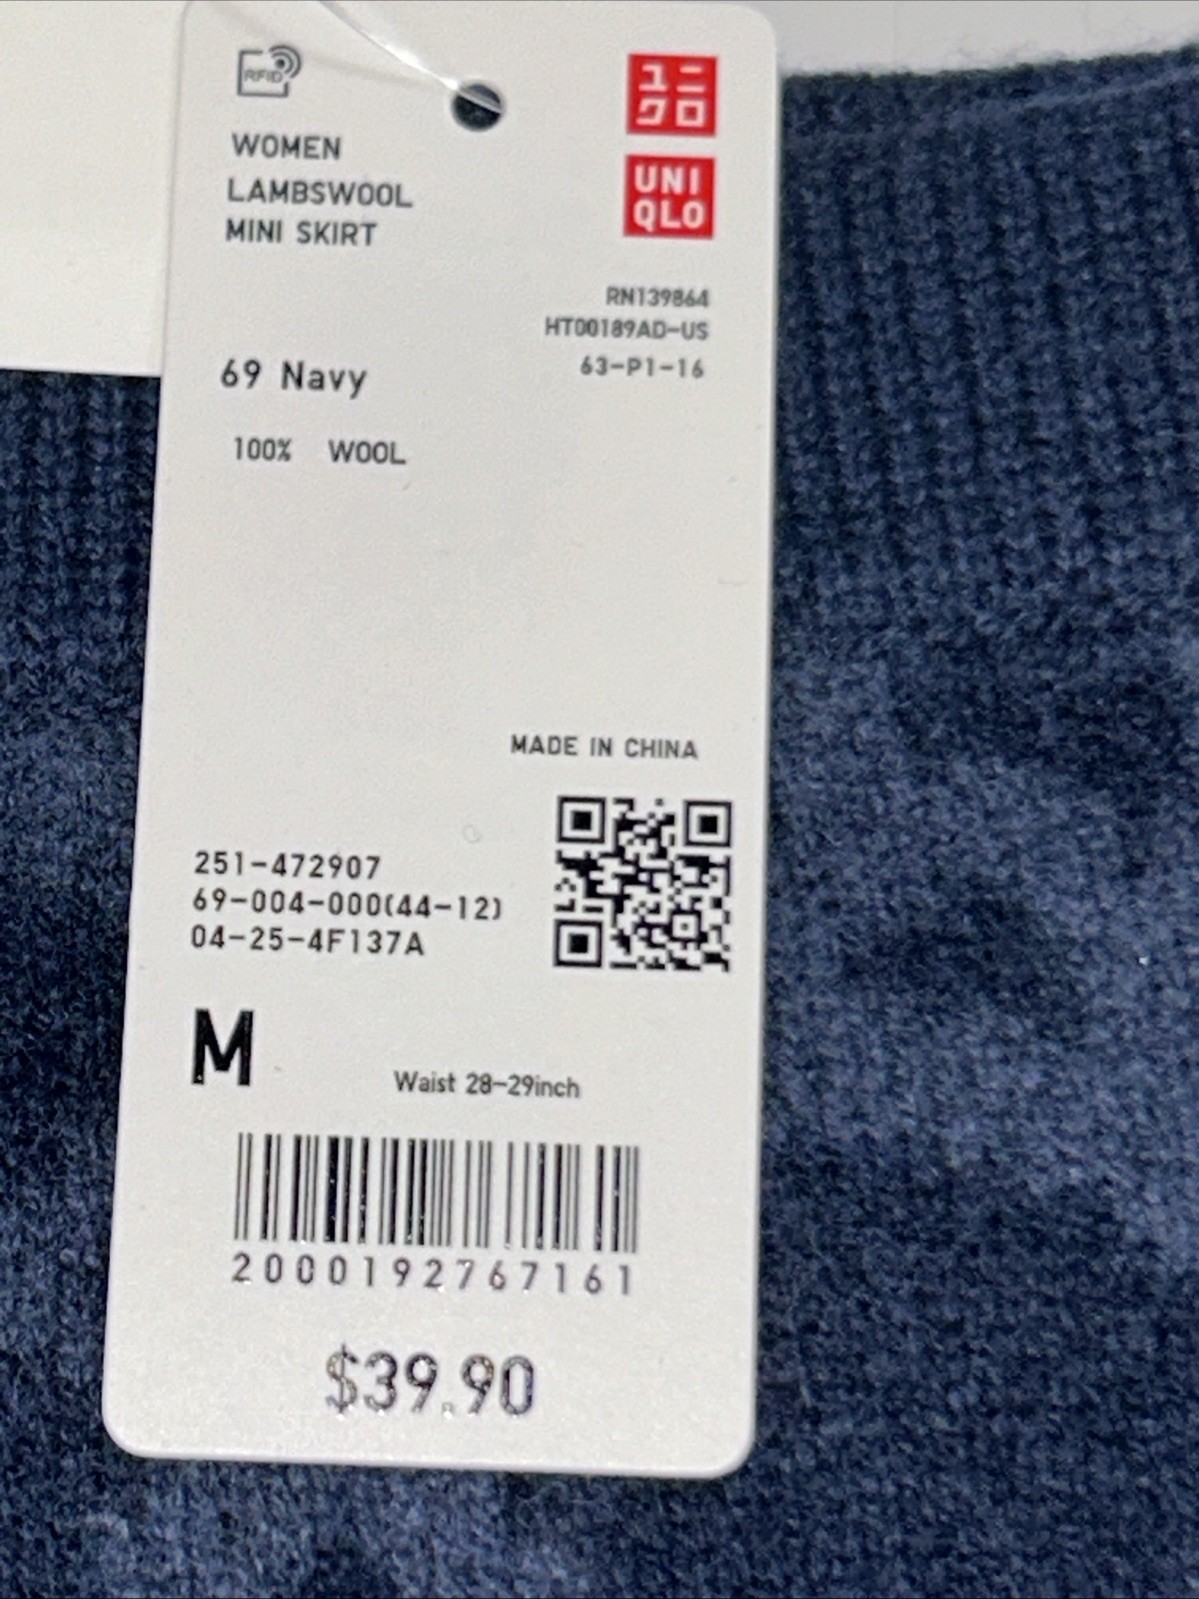 RFID
ユニ
クロ
WOMEN
UNI
LAMBSWOOL
QLO
MINI SKIRT
RN139864
HT00189AD-US
63-P1-16
69 Navy
100% WOOL
MADE IN CHINA
251-472907
69-004-000(44-12)
04-25-4F137A
M
Waist 28-29inch
2000192767161
$39.90